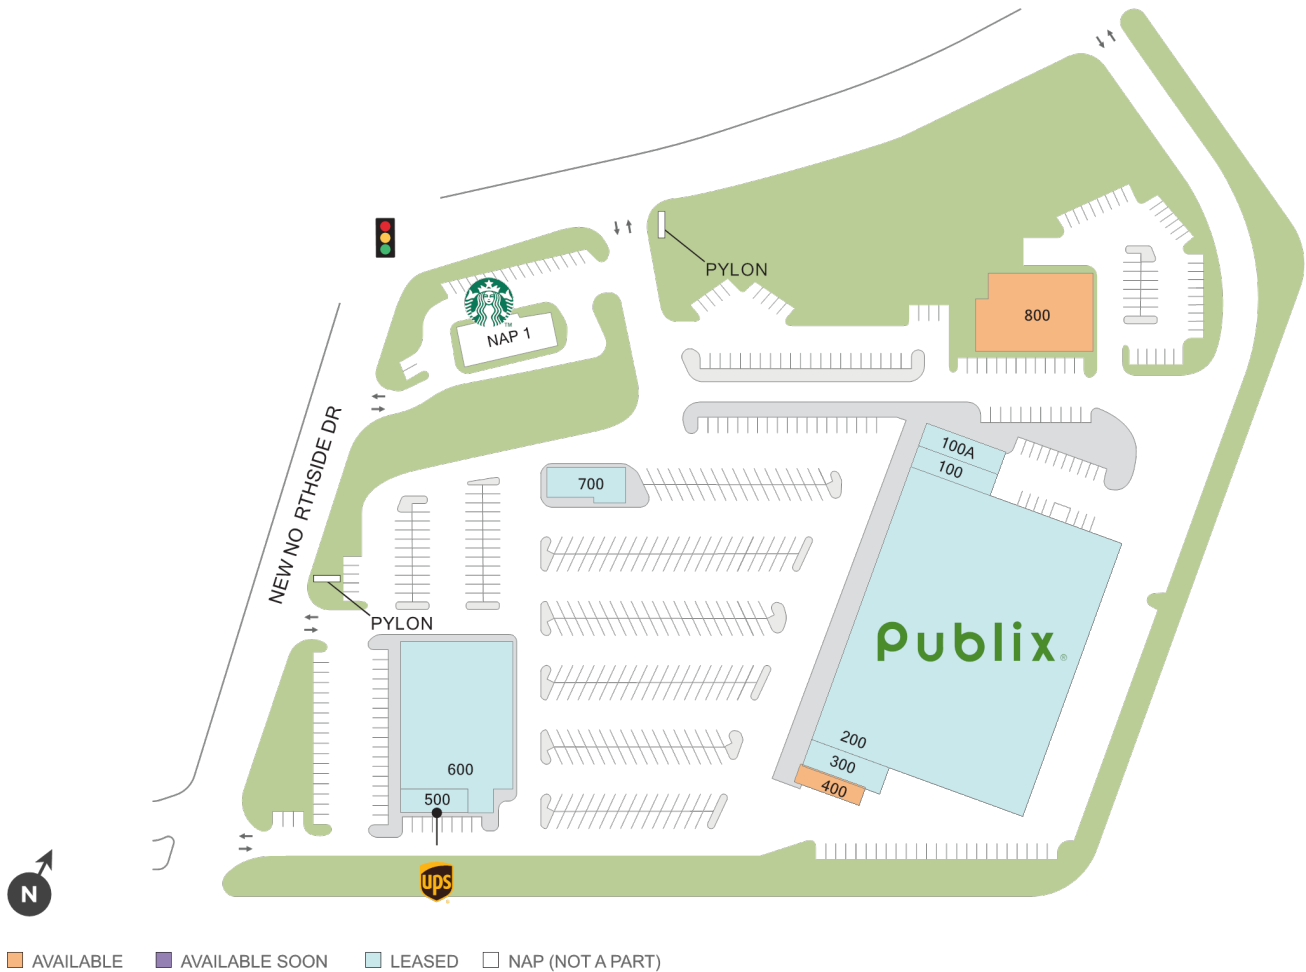 PYLON
800
TM
NAP 1
NEW NO RTHSIDE DR
100A
100
700
PYLON
Publix®
200
300
400
600
500
ups
N
AVAILABLE
AVAILABLE SOON
LEASED
NAP (NOT A PART)